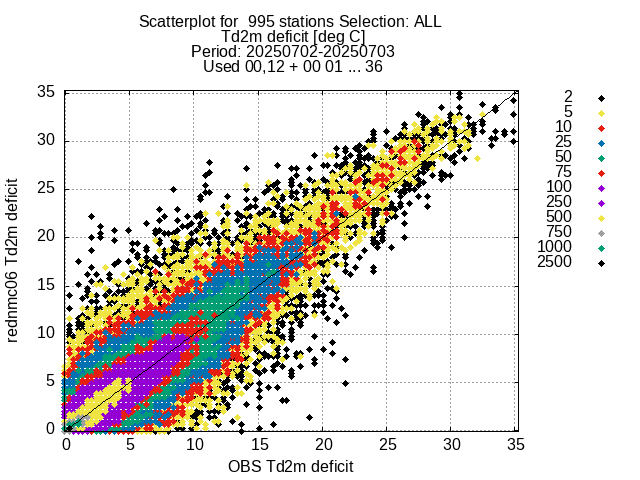 Scatterplot for  995 stations Selection: ALL
Td2m deficit [deg C]
Period: 20250702-20250703
Used 00,12 + 00 01 ... 36
35
30
25
20
15
10
5
0
rednmc06 Td2m deficit
0 5 10 15 20 25 30 35
OBS Td2m deficit
2
5
10
25
50
75
100
250
500
750
1000
2500